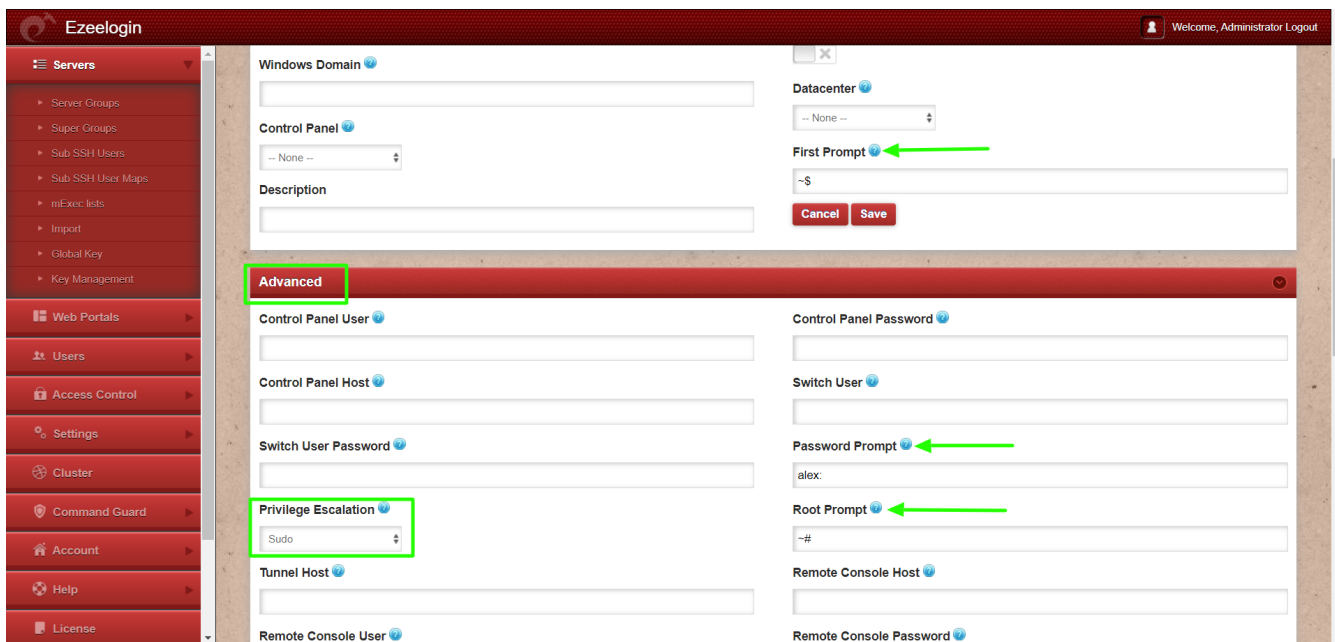 Ezeelogin
Welcome, Administrator Logout
Servers
Server Groups
Super Groups
Sub SSH Users
Sub SSH User Maps
mExec lists
Import
Global Key
Key Management
Web Portals
Users
Access Control
Settings
Cluster
Command Guard
Account
Help
License
Windows Domain
Control Panel
-- None --
Description
Datacenter
-- None --
First Prompt
~$
Cancel Save
Advanced
Control Panel User
Control Panel Password
Control Panel Host
Switch User
Switch User Password
Password Prompt
alex:
Privilege Escalation
Sudo
Root Prompt
~#
Tunnel Host
Remote Console Host
Remote Console User
Remote Console Password